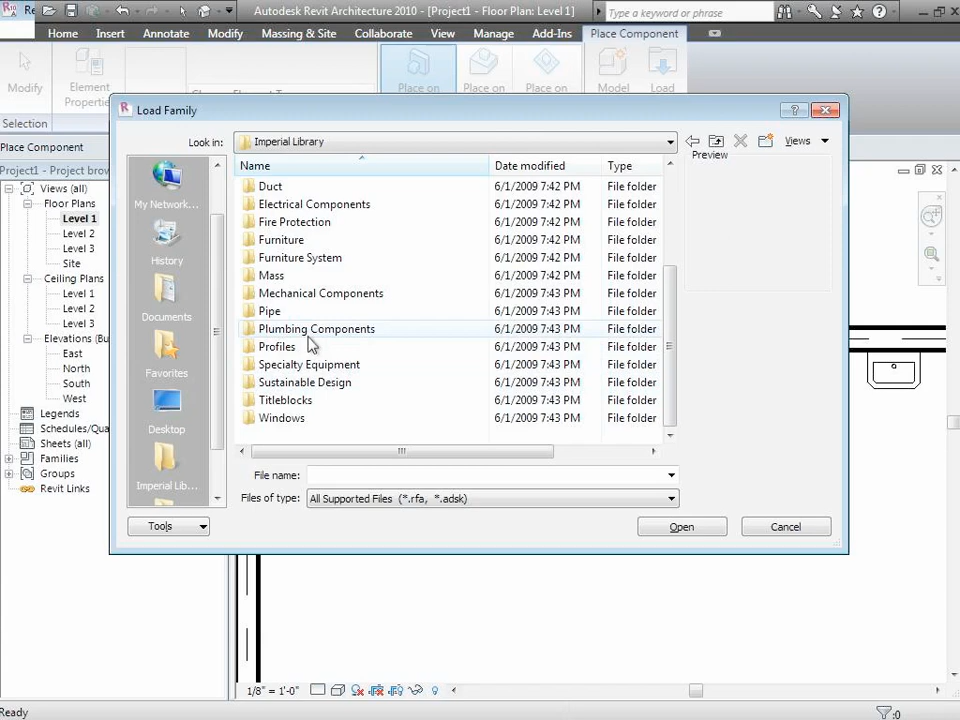 Autodesk Revit Architecture 2010 - [Project1 - Floor Plan: Level 1]
Type a keyword or phrase
Home
Insert
Annotate
Modify
Massing & Site
Collaborate
View
Manage
Add-Ins
Place Component
Modify
Element
Properties
Place on
Place on
Place on
Model
Load
Selection
Place Component
Project1 - Project brow
Views (all)
Floor Plans
Level 1
Level 2
Level 3
Site
Ceiling Plans
Level 1
Level 2
Level 3
Elevations (Bu
East
North
South
West
Legends
Schedules/Qua
Sheets (all)
Families
Groups
Revit Links
Load Family
Look in:
Imperial Library
Views
Preview
My Network...
History
Documents
Favorites
Desktop
Imperial Lib...
Name
Date modified
Type
Duct 6/1/2009 7:42 PM File folder
Electrical Components 6/1/2009 7:42 PM File folder
Fire Protection 6/1/2009 7:42 PM File folder
Furniture 6/1/2009 7:42 PM File folder
Furniture System 6/1/2009 7:42 PM File folder
Mass 6/1/2009 7:42 PM File folder
Mechanical Components 6/1/2009 7:43 PM File folder
Pipe 6/1/2009 7:43 PM File folder
Plumbing Components 6/1/2009 7:43 PM File folder
Profiles 6/1/2009 7:43 PM File folder
Specialty Equipment 6/1/2009 7:43 PM File folder
Sustainable Design 6/1/2009 7:43 PM File folder
Titleblocks 6/1/2009 7:43 PM File folder
Windows 6/1/2009 7:43 PM File folder
File name:
Files of type:
All Supported Files (*.rfa, *.adsk)
Tools
Open
Cancel
1/8" = 1'-0"
Ready
:0